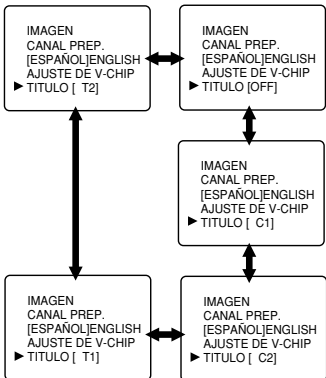 IMAGEN
CANAL PREP.
[ESPAÑOL]ENGLISH
AJUSTE DE V-CHIP
TITULO [ T2]
IMAGEN
CANAL PREP.
[ESPAÑOL]ENGLISH
AJUSTE DE V-CHIP
TITULO [OFF]
IMAGEN
CANAL PREP.
[ESPAÑOL]ENGLISH
AJUSTE DE V-CHIP
TITULO [ C1]
IMAGEN
CANAL PREP.
[ESPAÑOL]ENGLISH
AJUSTE DE V-CHIP
TITULO [ T1]
IMAGEN
CANAL PREP.
[ESPAÑOL]ENGLISH
AJUSTE DE V-CHIP
TITULO [ C2]